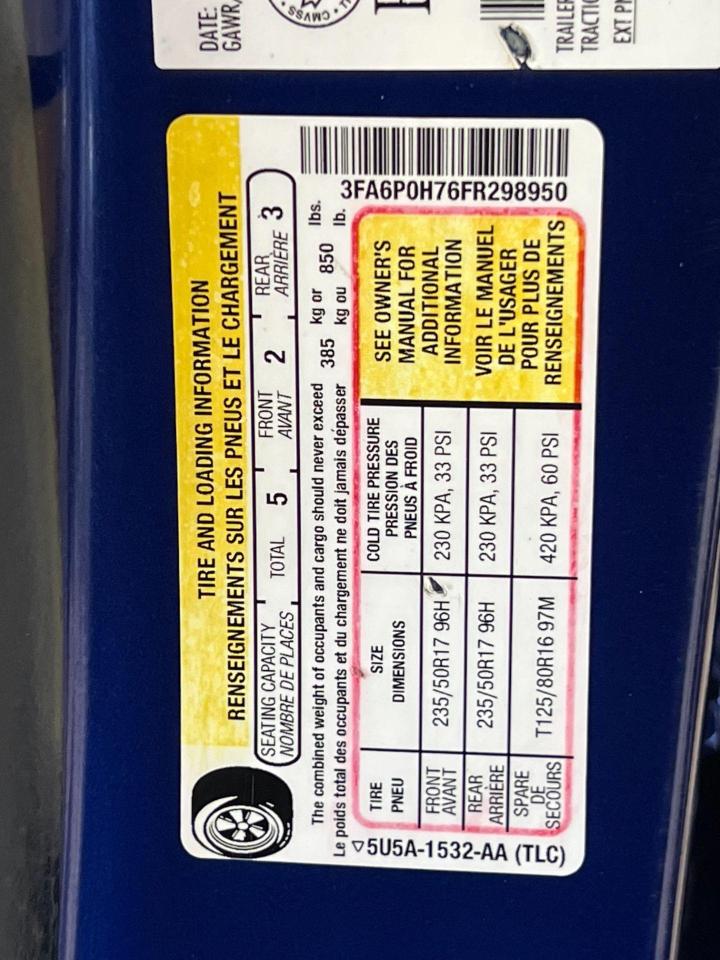 DATE:
GAWR,
CMVSS
TRAILER
TRACTIO
EXT P
TIRE AND LOADING INFORMATION
RENSEIGNEMENTS SUR LES PNEUS ET LE CHARGEMENT
SEATING CAPACITY TOTAL 5 FRONT 2 REAR 3
NOMBRE DE PLACES AVANT ARRIÈRE
The combined weight of occupants and cargo should never exceed 385 kg or 850 lbs.
Le poids total des occupants et du chargement ne doit jamais dépasser kg ou lb.
3FA6P0H76FR298950
TIRE SIZE COLD TIRE PRESSURE
PNEU DIMENSIONS PRESSION DES
PNEUS À FROID
FRONT 235/50R17 96H 230 KPA, 33 PSI
AVANT
REAR 235/50R17 96H 230 KPA, 33 PSI
ARRIÈRE
SPARE T125/80R16 97M 420 KPA, 60 PSI
DE
SECOURS
SEE OWNER'S
MANUAL FOR
ADDITIONAL
INFORMATION
VOIR LE MANUEL
DE L'USAGER
POUR PLUS DE
RENSEIGNEMENTS
▽5U5A-1532-AA (TLC)